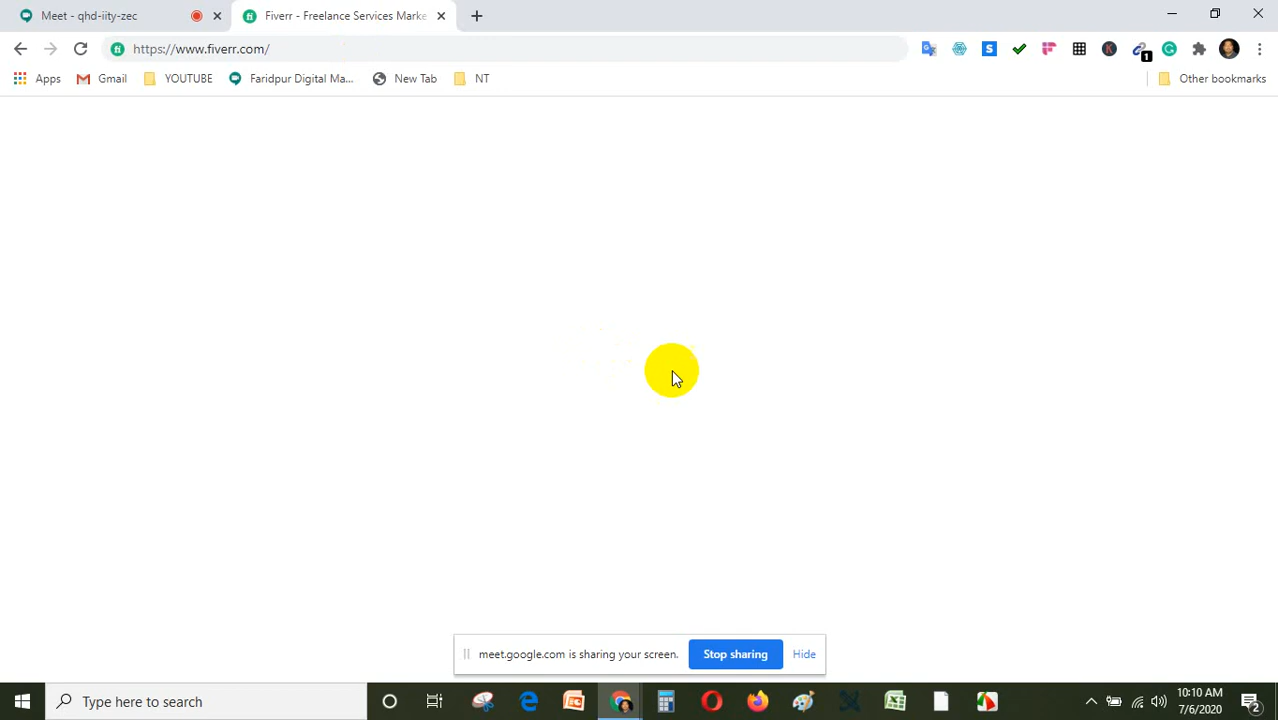 Meet - qhd-iity-zec
Fiverr - Freelance Services Marke
https://www.fiverr.com/
1
Apps
Gmail
YOUTUBE
Faridpur Digital Ma...
New Tab
NT
Other bookmarks
meet.google.com is sharing your screen.
Stop sharing
Hide
Type here to search
10:10 AM
7/6/2020
2